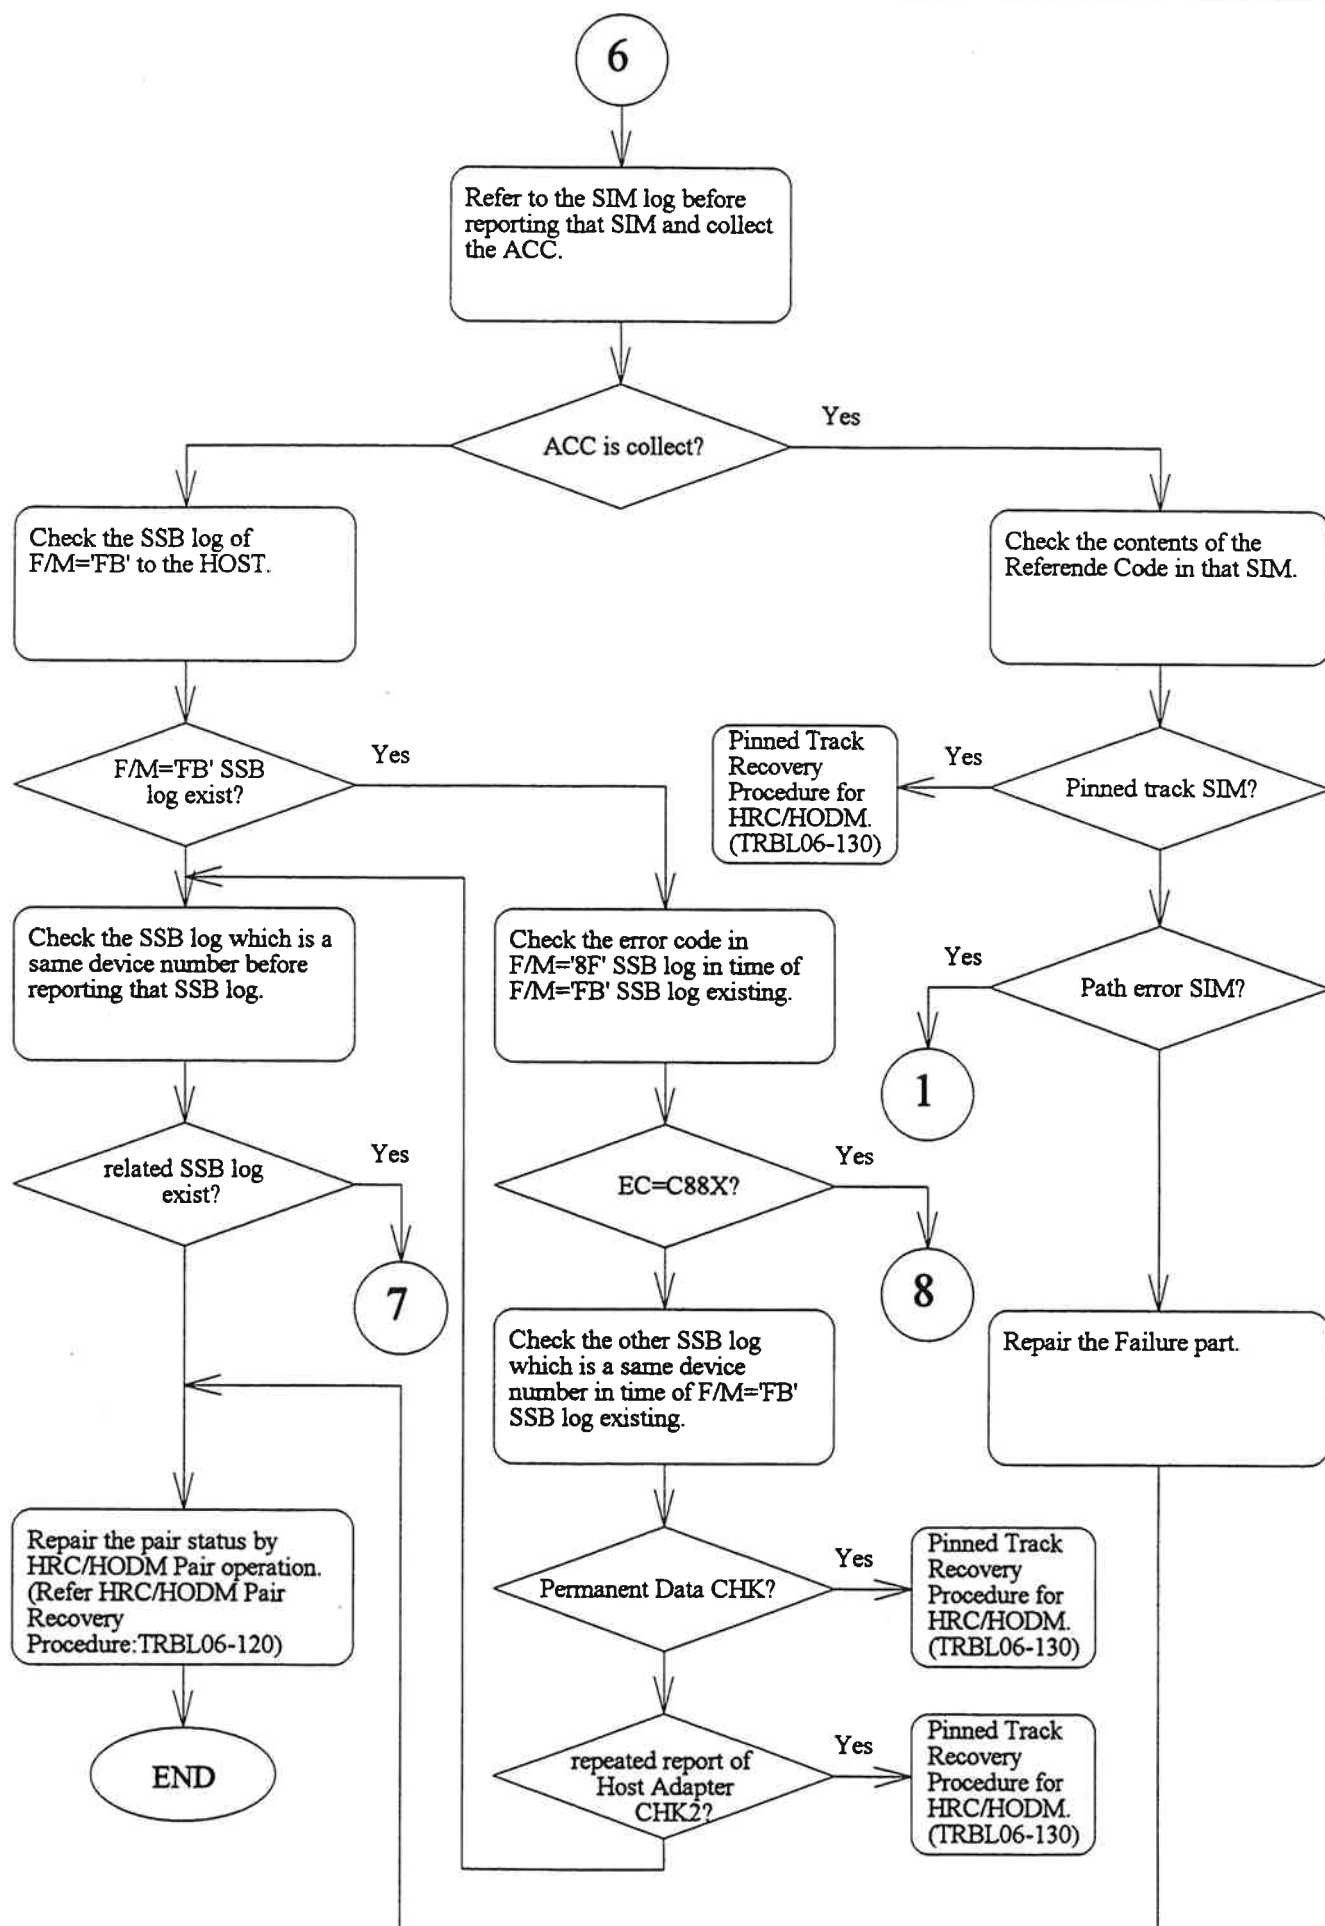 6
Refer to the SIM log before
reporting that SIM and collect
the ACC.
ACC is collect?
Yes
Check the SSB log of
F/M='FB' to the HOST.
Check the contents of the
Referende Code in that SIM.
F/M='FB' SSB
log exist?
Yes
Pinned Track
Recovery
Procedure for
HRC/HODM.
(TRBL06-130)
Yes
Pinned track SIM?
Check the SSB log which is a
same device number before
reporting that SSB log.
Check the error code in
F/M='8F' SSB log in time of
F/M='FB' SSB log existing.
Yes
Path error SIM?
1
related SSB log
exist?
Yes
7
EC=C88X?
Yes
8
Check the other SSB log
which is a same device
number in time of F/M='FB'
SSB log existing.
Repair the Failure part.
Repair the pair status by
HRC/HODM Pair operation.
(Refer HRC/HODM Pair
Recovery
Procedure:TRBL06-120)
Permanent Data CHK?
Yes
Pinned Track
Recovery
Procedure for
HRC/HODM.
(TRBL06-130)
END
repeated report of
Host Adapter
CHK2?
Yes
Pinned Track
Recovery
Procedure for
HRC/HODM.
(TRBL06-130)